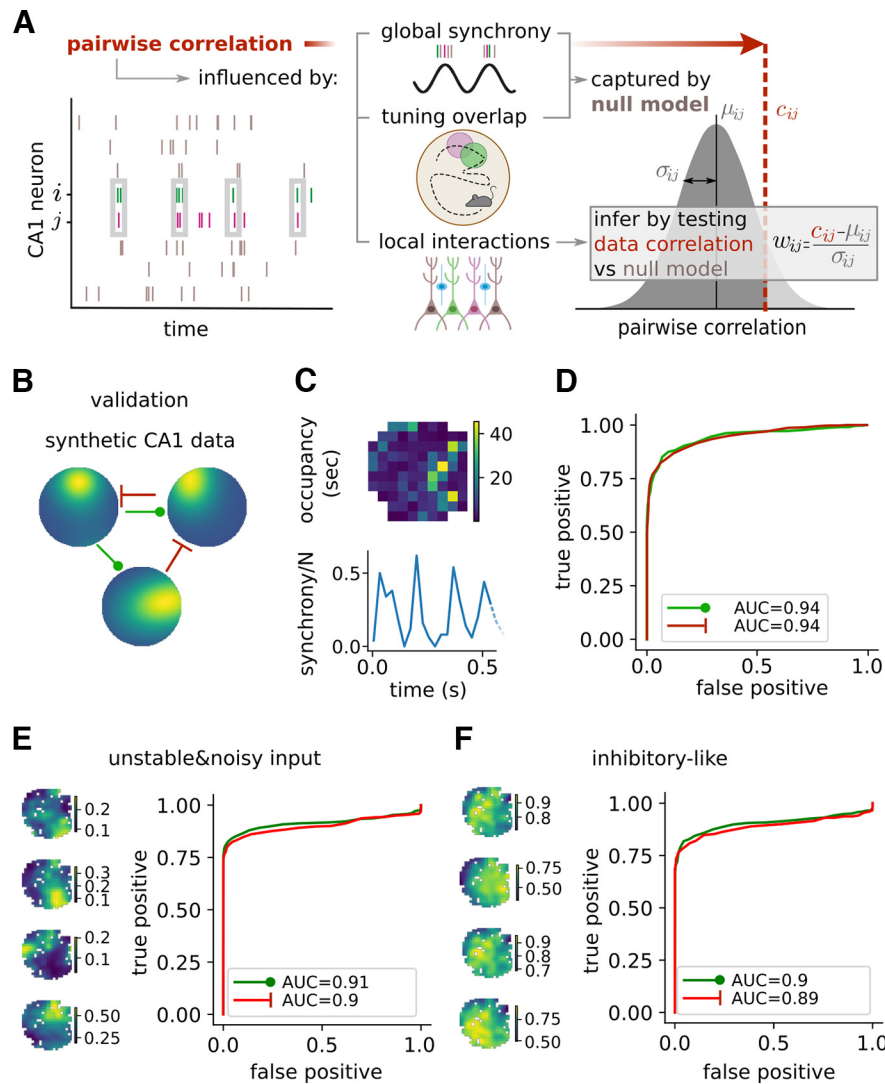 A
pairwise correlation
influenced by:
CA1 neuron
i
j
time
global synchrony
tuning overlap
local interactions
captured by
null model
μij
cij
σij
infer by testing
data correlation
vs null model
wij=cij-μij
σij
pairwise correlation
B
validation
synthetic CA1 data
C
occupancy
(sec)
40
20
synchrony/N
0.5
0.0
0.0
0.5
time (s)
D
true positive
1.00
0.75
0.50
0.25
0.00
AUC=0.94
AUC=0.94
0.0
0.5
1.0
false positive
E
unstable&noisy input
0.2
0.1
0.3
0.2
0.1
0.2
0.1
0.50
0.25
true positive
1.00
0.75
0.50
0.25
0.00
AUC=0.91
AUC=0.9
0.0
0.5
1.0
false positive
F
inhibitory-like
0.9
0.8
0.75
0.50
0.9
0.8
0.7
0.75
0.50
true positive
1.00
0.75
0.50
0.25
0.00
AUC=0.9
AUC=0.89
0.0
0.5
1.0
false positive